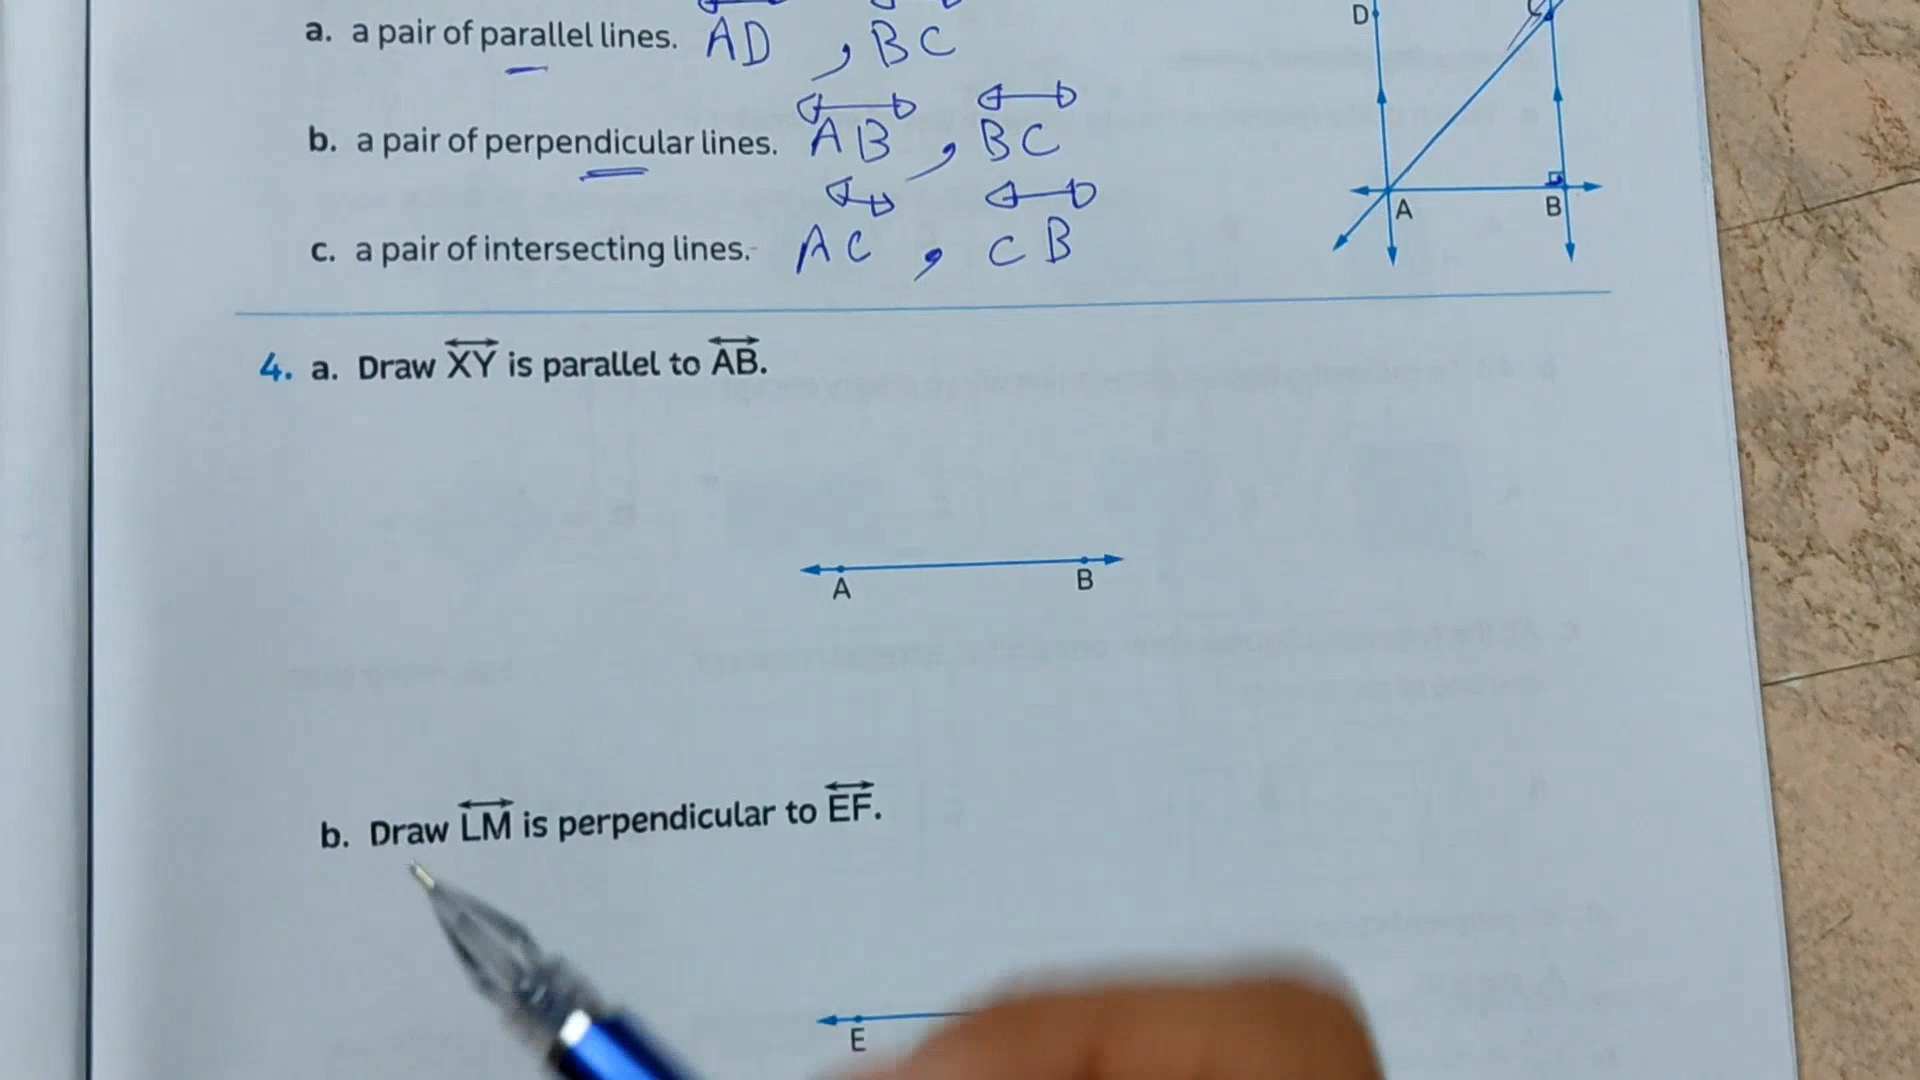 a. a pair of parallel lines. AD , BC
D C
b. a pair of perpendicular lines. AB , BC
A B
c. a pair of intersecting lines. AC , CB
4. a. Draw XY is parallel to AB.
A B
b. Draw LM is perpendicular to EF.
E